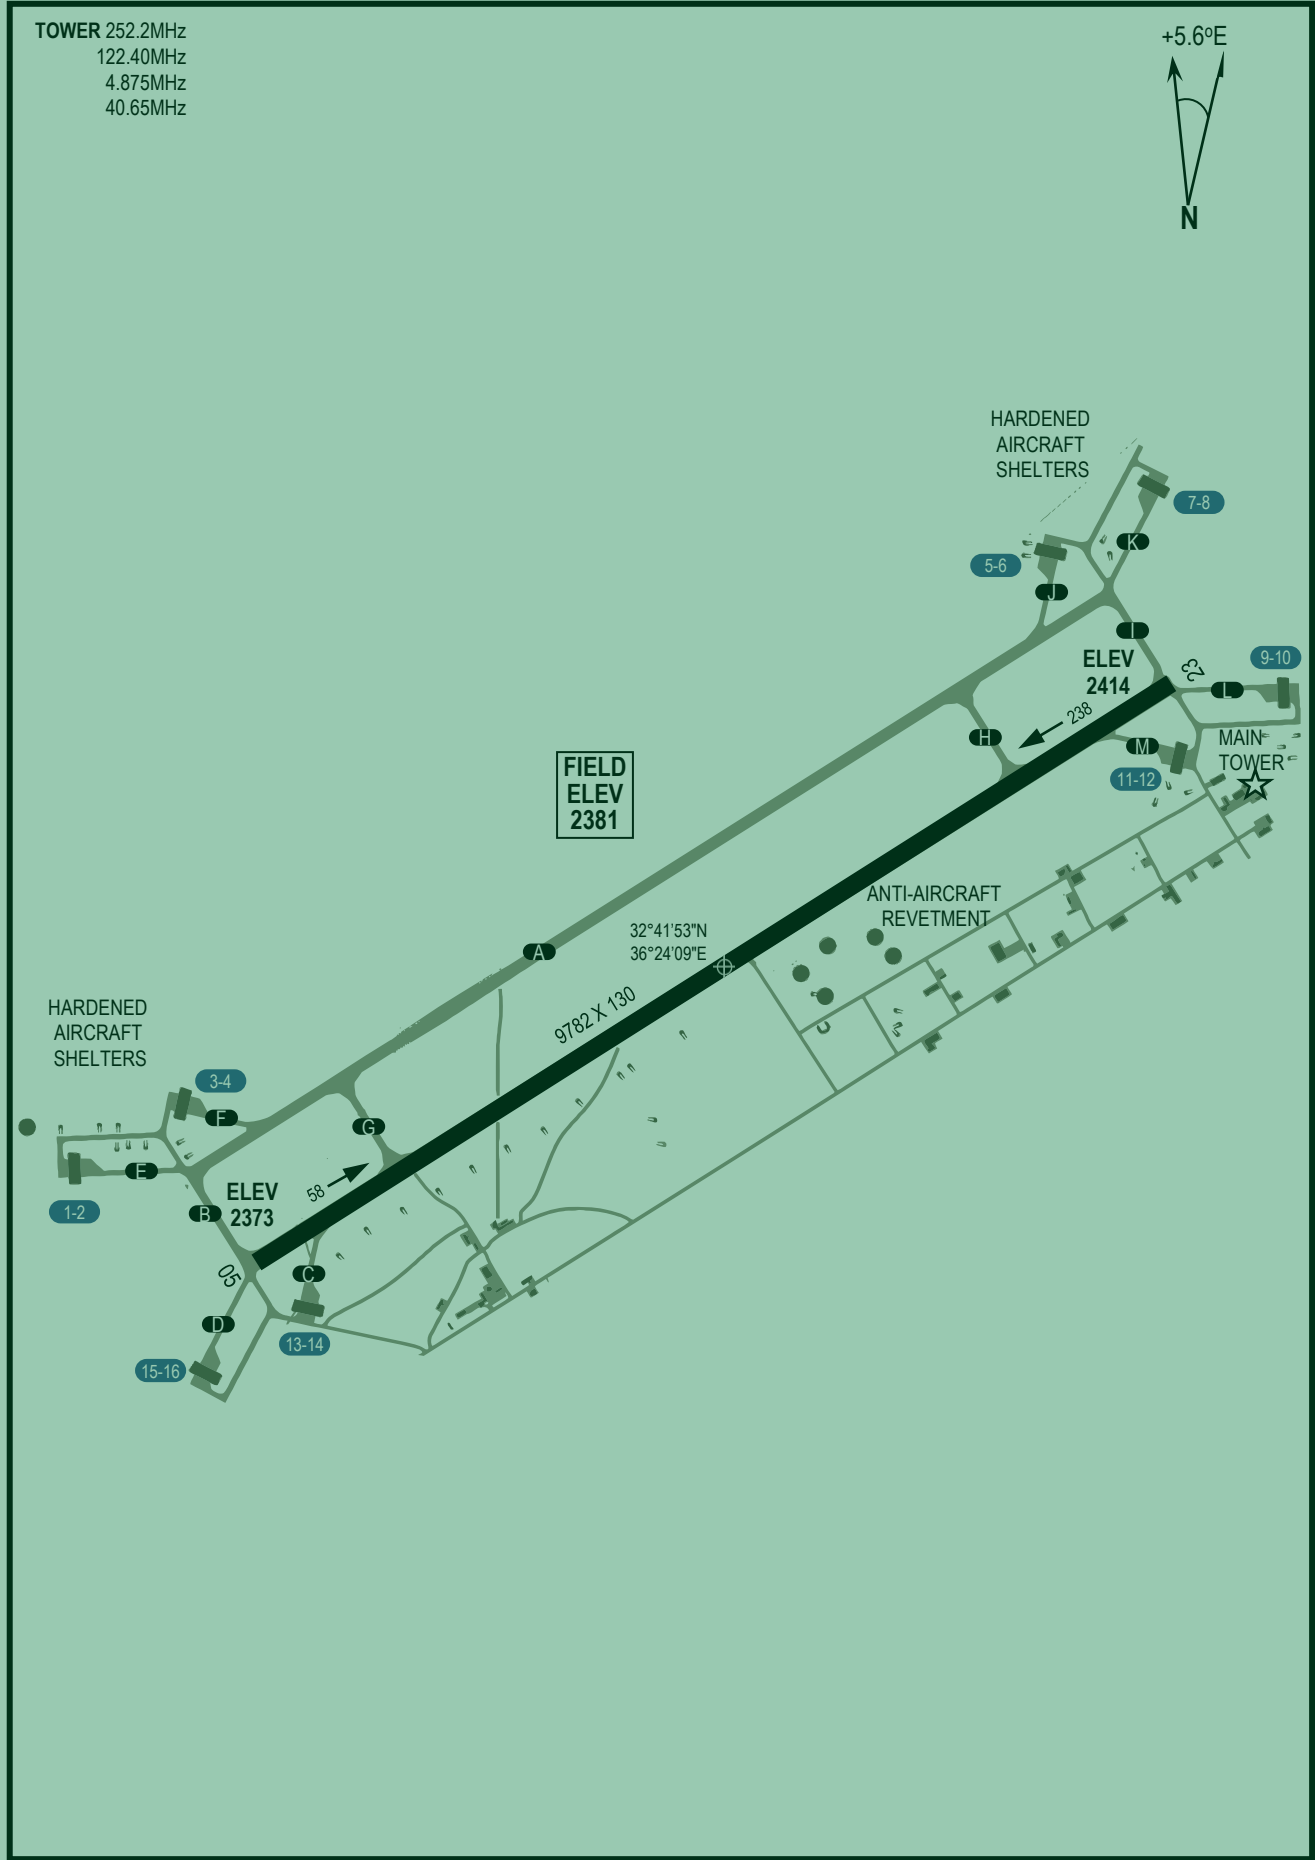 TOWER 252.2MHz
122.40MHz
4.875MHz
40.65MHz
+5.6ºE
N
HARDENED
AIRCRAFT
SHELTERS
7-8
K
5-6
J
I
ELEV
2414
23
9-10
L
238
H
M
MAIN
TOWER
11-12
FIELD
ELEV
2381
ANTI-AIRCRAFT
REVETMENT
32°41'53"N
36°24'09"E
A
9782 X 130
HARDENED
AIRCRAFT
SHELTERS
3-4
F
G
E
1-2
B
ELEV
2373
58
05
C
D
13-14
15-16